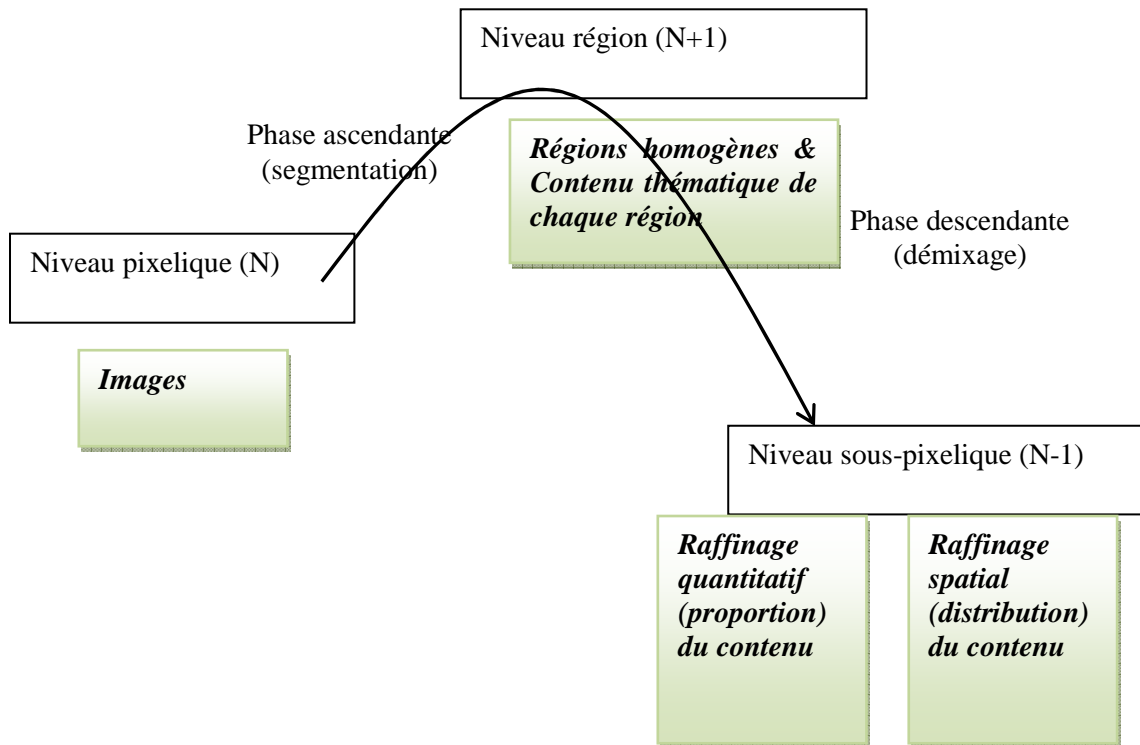 Niveau région (N+1)
Phase ascendante
(segmentation)
Régions homogènes &
Contenu thématique de
chaque région
Phase descendante
(démixage)
Niveau pixelique (N)
Images
Niveau sous-pixelique (N-1)
Raffinage
quantitatif
(proportion)
du contenu
Raffinage
spatial
(distribution)
du contenu